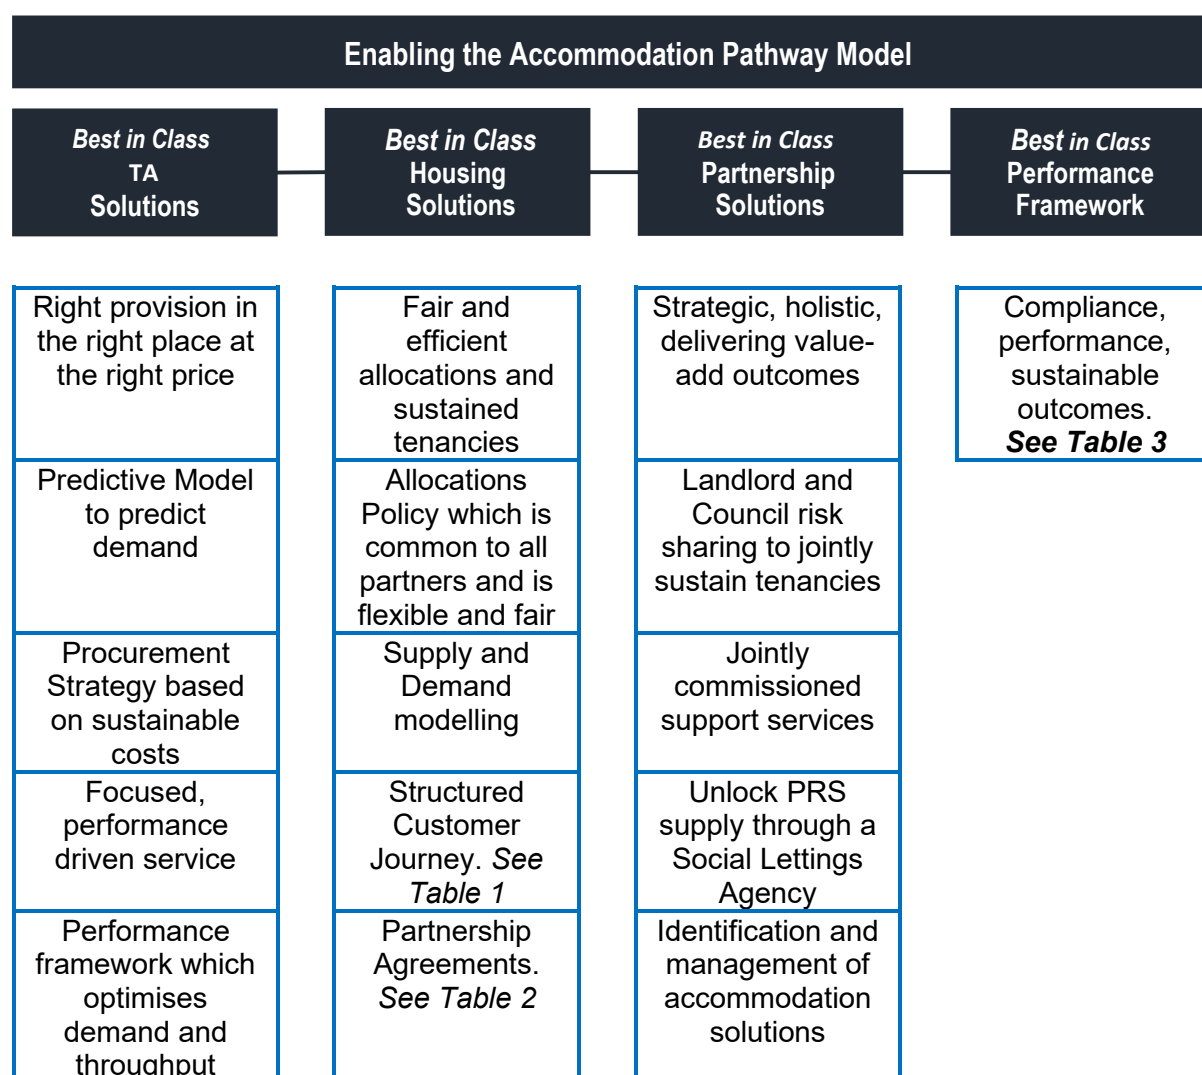 Enabling the Accommodation Pathway Model
Best in Class
TA
Solutions
Best in Class
Housing
Solutions
Best in Class
Partnership
Solutions
Best in Class
Performance
Framework
Right provision in
the right place at
the right price
Predictive Model
to predict
demand
Procurement
Strategy based
on sustainable
costs
Focused,
performance
driven service
Performance
framework which
optimises
demand and
throughput
Fair and
efficient
allocations and
sustained
tenancies
Allocations
Policy which is
common to all
partners and is
flexible and fair
Supply and
Demand
modelling
Structured
Customer
Journey. See
Table 1
Partnership
Agreements.
See Table 2
Strategic, holistic,
delivering value-
add outcomes
Landlord and
Council risk
sharing to jointly
sustain tenancies
Jointly
commissioned
support services
Unlock PRS
supply through a
Social Lettings
Agency
Identification and
management of
accommodation
solutions
Compliance,
performance,
sustainable
outcomes.
See Table 3